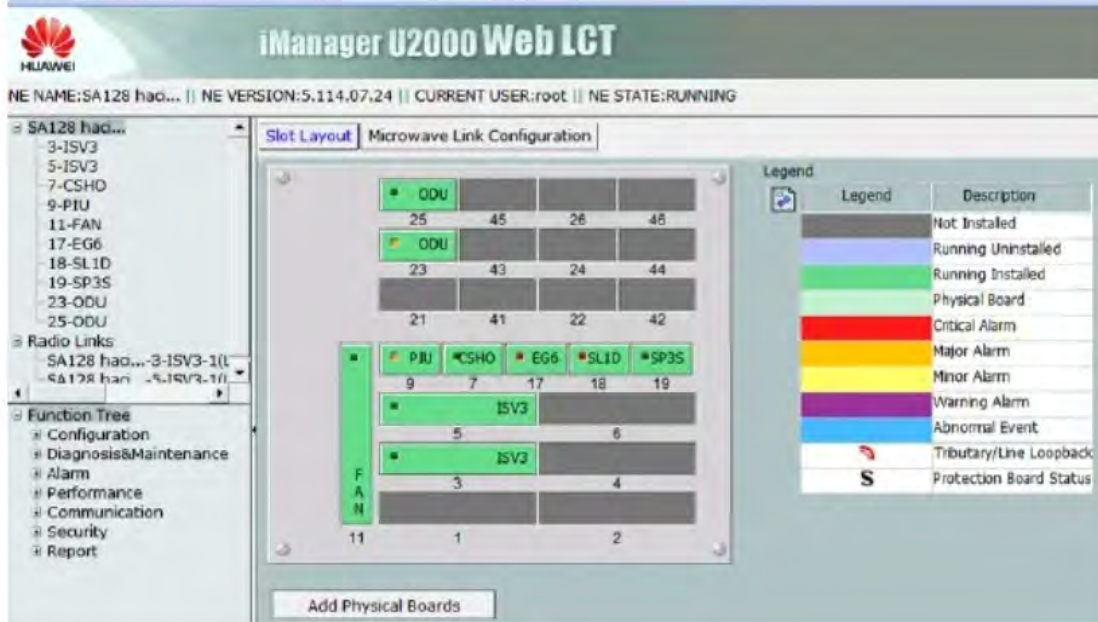 HUAWEI
iManager U2000 Web LCT
NE NAME:SA128 haci... || NE VERSION:5.114.07.24 || CURRENT USER:root || NE STATE:RUNNING
SA128 haci...
3-ISV3
5-ISV3
7-CSHO
9-PIU
11-FAN
17-EG6
18-SL1D
19-SP3S
23-ODU
25-ODU
Radio Links
SA128 hac...-3-ISV3-1(
-5-ISV3-1(
Function Tree
Configuration
Diagnosis&Maintenance
Alarm
Performance
Communication
Security
Report
Slot Layout Microwave Link Configuration
ODU
25 45 26 46
ODU
23 43 24 44
21 41 22 42
PIU CSHO EG6 SL1D SP3S
9 7 17 18 19
ISV3
5 6
ISV3
3 4
FAN
11 1 2
Add Physical Boards
Legend
Legend Description
Not Installed
Running Uninstalled
Running Installed
Physical Board
Critical Alarm
Major Alarm
Minor Alarm
Warning Alarm
Abnormal Event
Tributary/Line Loopback
S Protection Board Status